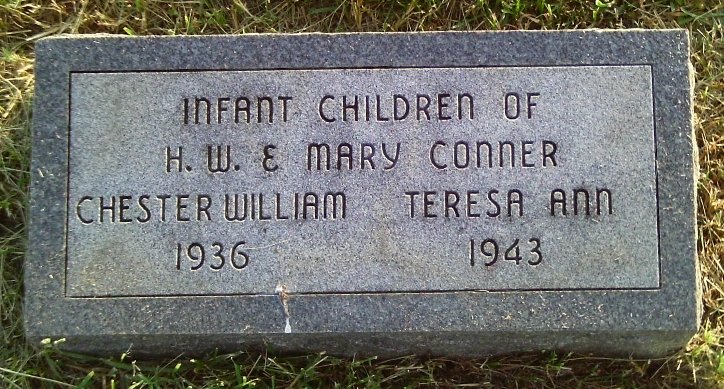 INFANT CHILDREN OF
H. W. & MARY CONNER
CHESTER WILLIAM TERESA ANN
1936 1943